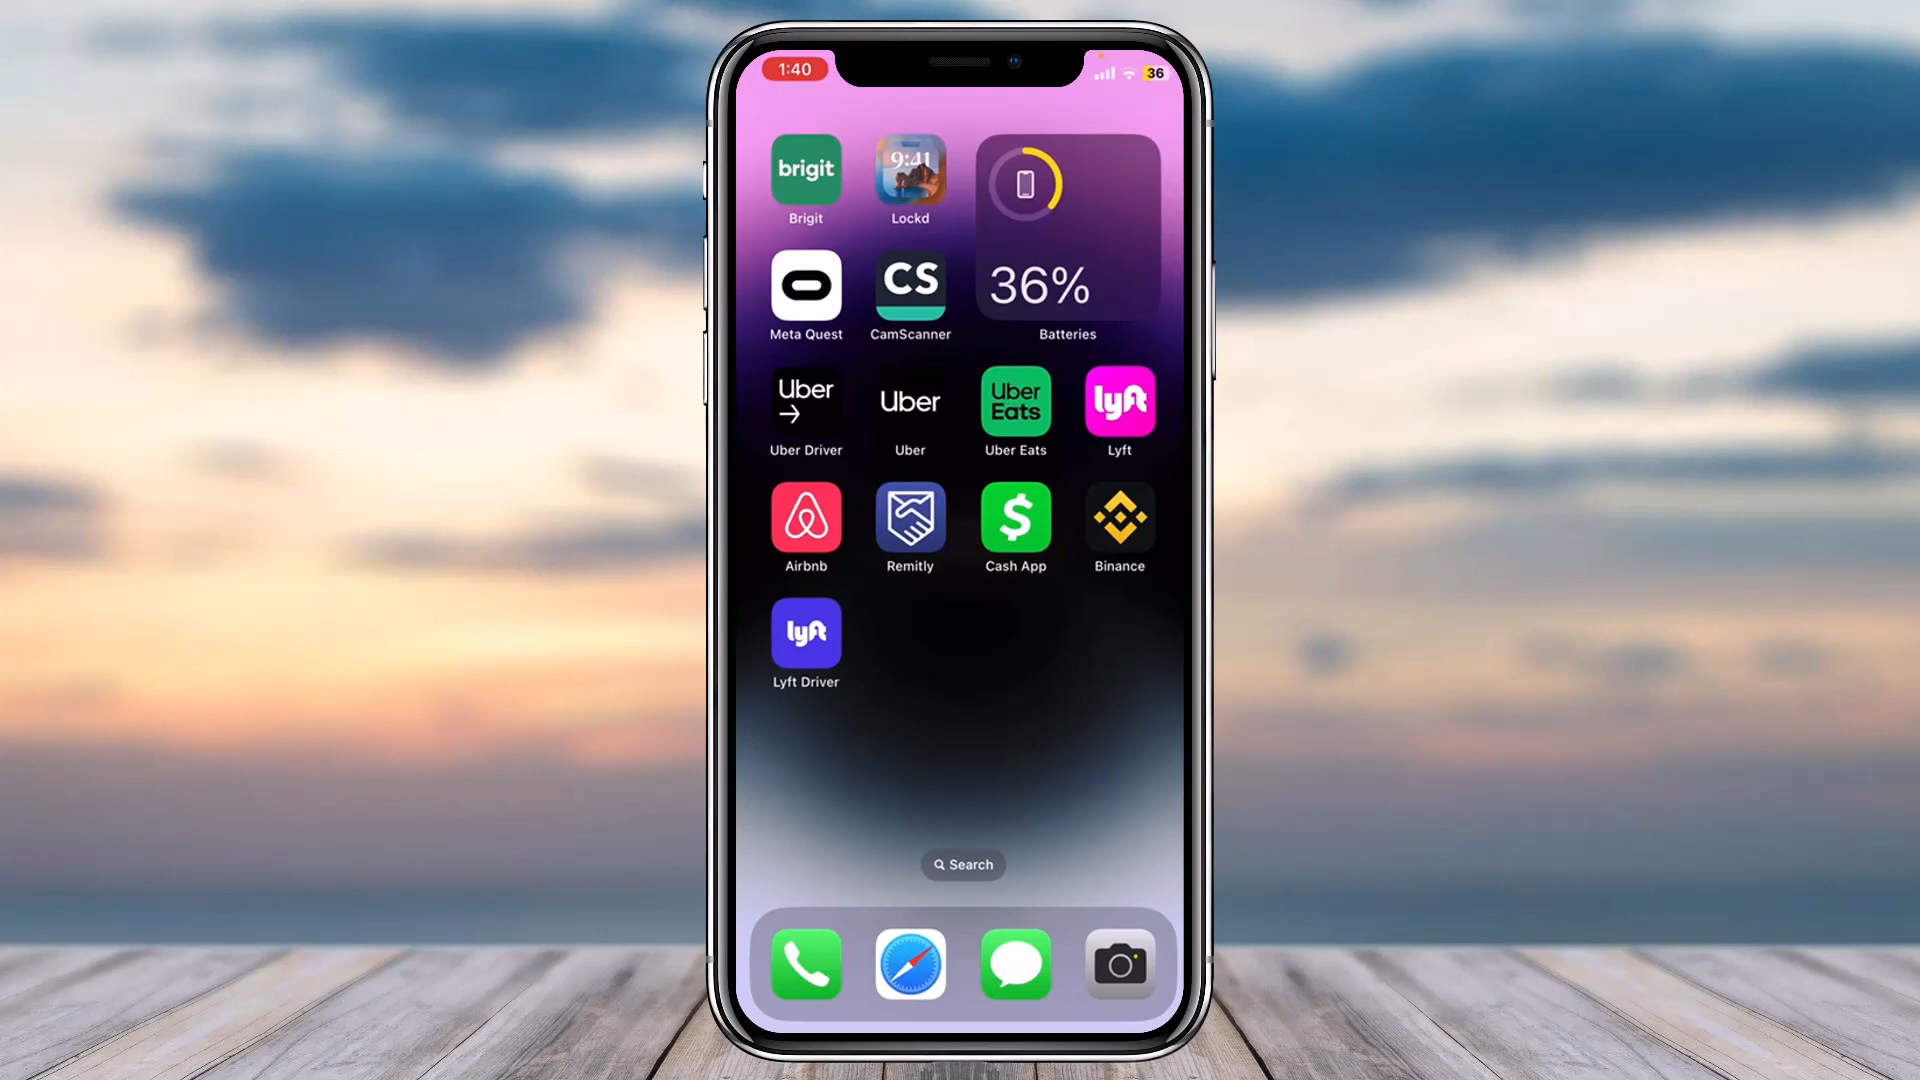 1:40
36
brigit
Brigit
9:41
Lockd
Meta Quest
CS
CamScanner
36%
Batteries
Uber
Uber Driver
Uber
Uber
Uber
Eats
Uber Eats
lyft
Lyft
Airbnb
Remitly
$
Cash App
Binance
lyft
Lyft Driver
Search